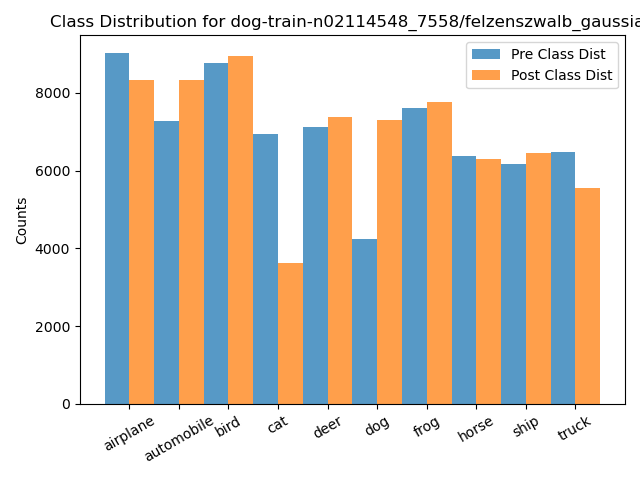 Class Distribution for dog-train-n02114548_7558/felzenszwalb_gaussia
Pre Class Dist
Post Class Dist
Counts
8000
6000
4000
2000
0
airplane
automobile
bird
cat
deer
dog
frog
horse
ship
truck